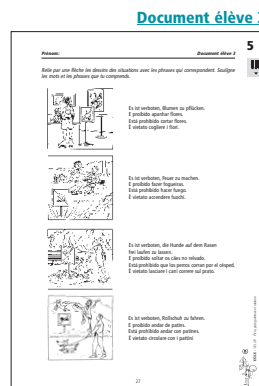 Document élève 3
5
Prénom:
Document élève 3
Relie par une flèche les dessins des situations avec les phrases qui correspondent. Souligne
les mots et les phrases que tu comprends.
Es ist verboten, Blumen zu pflücken.
E proibido apanhar flores.
Está prohibido cortar flores.
E vietato cogliere i fiori.
Es ist verboten, Feuer zu machen.
E proibido fazer fogueiras.
Está prohibido hacer fuego.
E vietato accendere fuochi.
Es ist verboten, die Hunde auf dem Rasen
frei laufen zu lassen.
E proibido soltar os cães no relvado.
Está prohibido que los perros corran por el césped.
E vietato lasciare i cani correre sul prato.
Es ist verboten, Rollschuh zu fahren.
E proibido andar de patins.
Está prohibido andar con patines.
E vietato circolare con i pattini
27